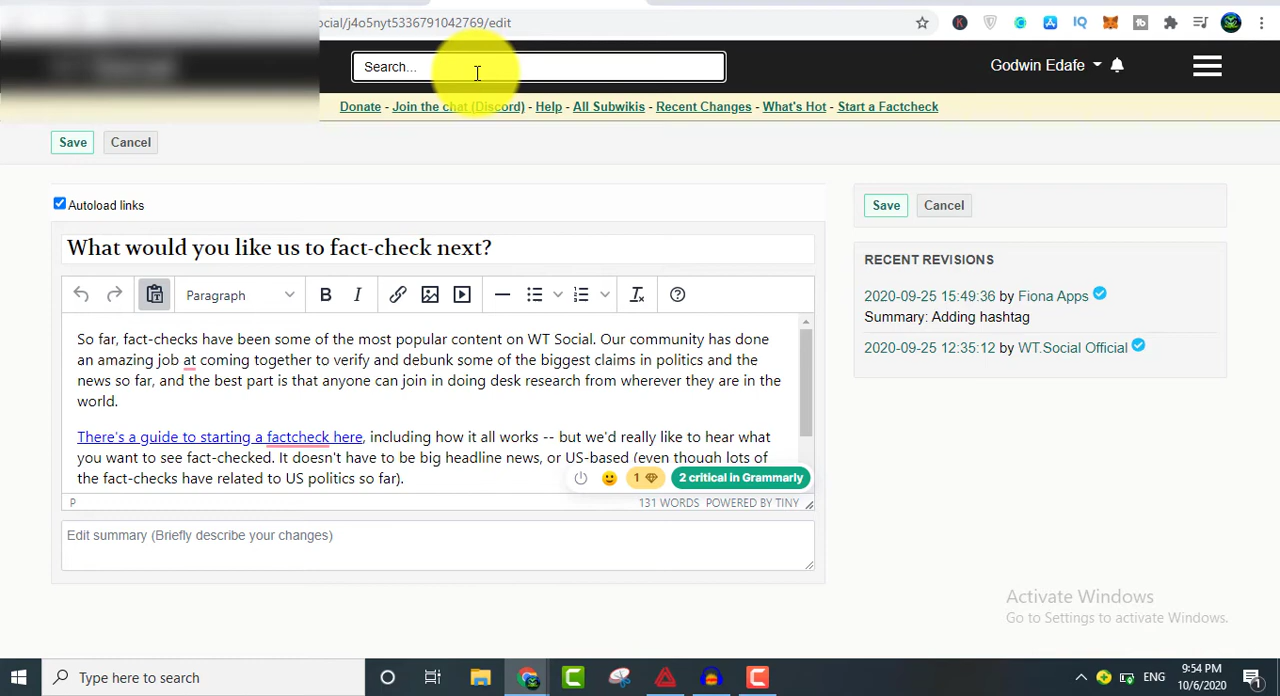 ocial/j4o5nyt5336791042769/edit
Search...
Godwin Edafe
Donate - Join the chat (Discord) - Help - All Subwikis - Recent Changes - What's Hot - Start a Factcheck
Save Cancel
Autoload links
What would you like us to fact-check next?
Paragraph B I
So far, fact-checks have been some of the most popular content on WT Social. Our community has done
an amazing job at coming together to verify and debunk some of the biggest claims in politics and the
news so far, and the best part is that anyone can join in doing desk research from wherever they are in the
world.
There's a guide to starting a factcheck here, including how it all works -- but we'd really like to hear what
you want to see fact-checked. It doesn't have to be big headline news, or US-based (even though lots of
the fact-checks have related to US politics so far).
1
2 critical in Grammarly
P
131 WORDS POWERED BY TINY
Edit summary (Briefly describe your changes)
Save Cancel
RECENT REVISIONS
2020-09-25 15:49:36 by Fiona Apps
Summary: Adding hashtag
2020-09-25 12:35:12 by WT.Social Official
Activate Windows
Go to Settings to activate Windows.
Type here to search
ENG
9:54 PM
10/6/2020
1